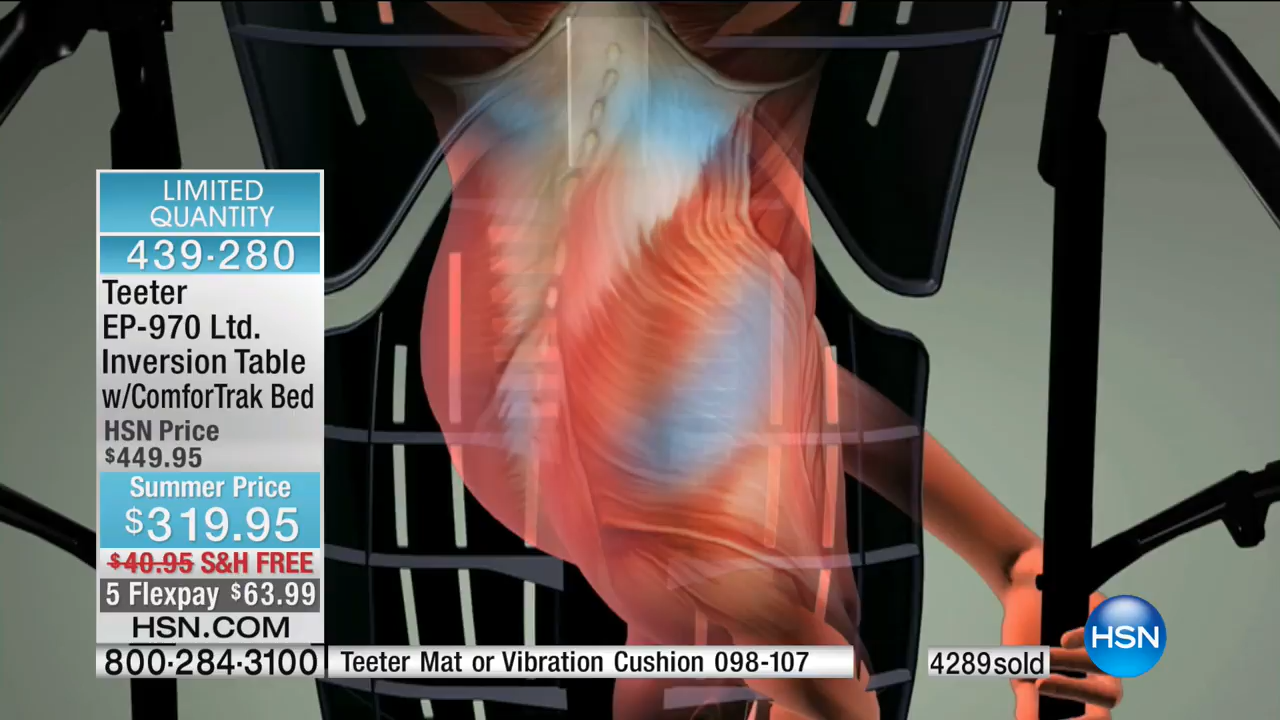 LIMITED
QUANTITY
439·280
Teeter
EP-970 Ltd.
Inversion Table
w/ComforTrak Bed
HSN Price
$449.95
Summer Price
$319.95
$40.95 S&H FREE
5 Flexpay $63.99
HSN.COM
800·284·3100
Teeter Mat or Vibration Cushion 098-107
4289sold
HSN